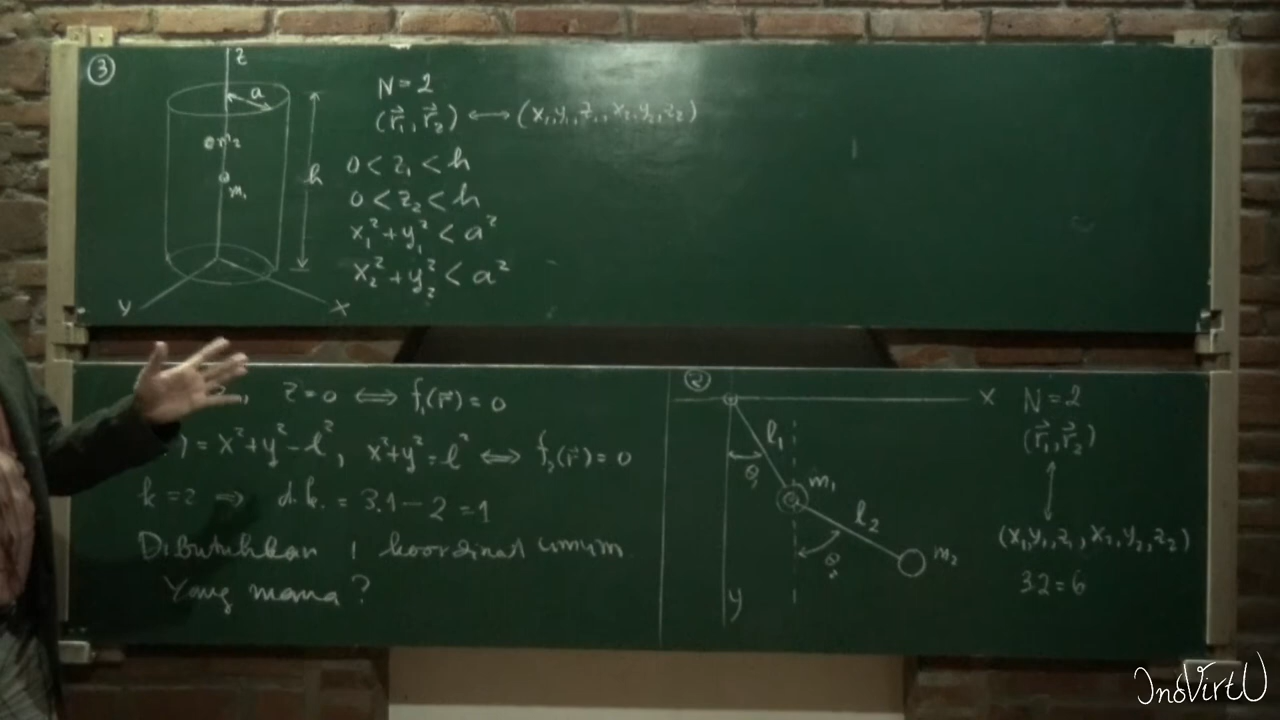 ③
z
a
m₂
m₁
h
y
x
N = 2
(r⃗₁, r⃗₂) ⟷ (x₁, y₁, z₁, x₂, y₂, z₂)
0 < z₁ < h
0 < z₂ < h
x₁² + y₁² < a²
x₂² + y₂² < a²
z = 0 ⟺ f₁(r⃗) = 0
) = x² + y² − l², x² + y² = l² ⟺ f₂(r⃗) = 0
k = 2 ⟹ d.k. = 3.1 − 2 = 1
Dibutuhkan 1 koordinat umum.
Yang mana?
②
x
l₁
θ₁
m₁
l₂
θ₂
m₂
y
N = 2
(r⃗₁, r⃗₂)
(x₁, y₁, z₁, x₂, y₂, z₂)
3.2 = 6
InoVirtU